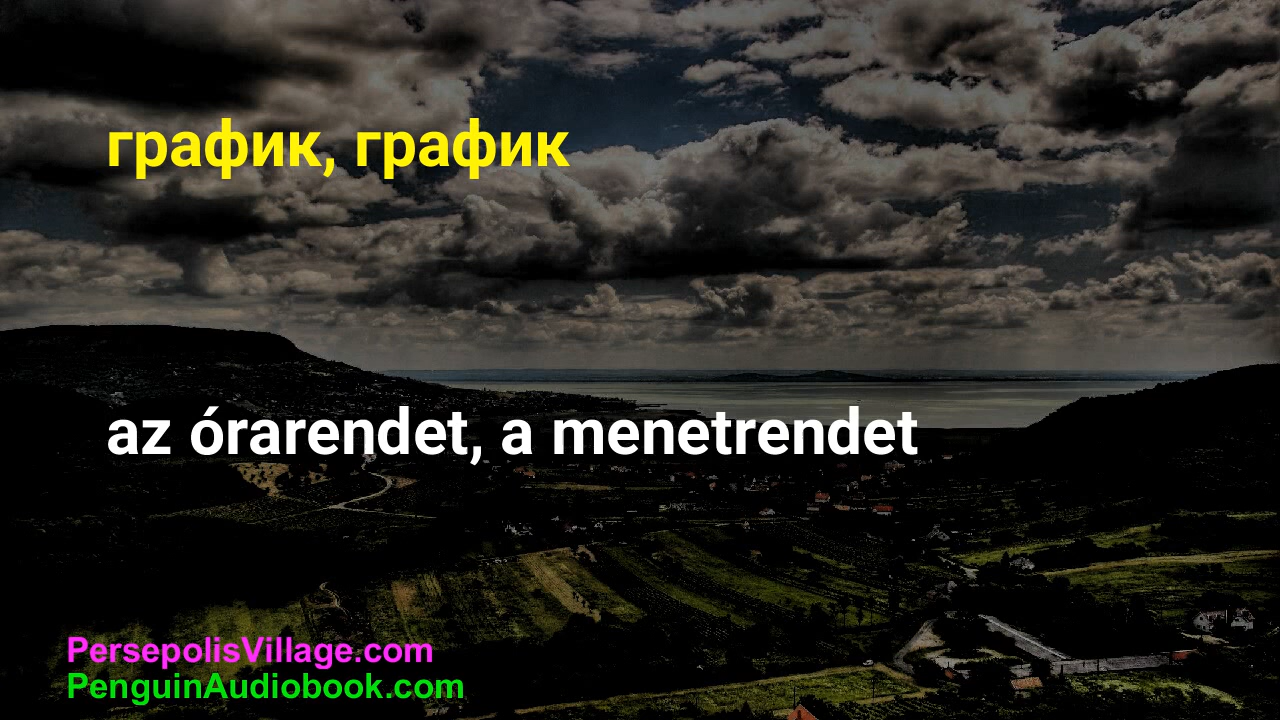 график, график
az órarendet, a menetrendet
PersepolisVillage.com
PenguinAudiobook.com